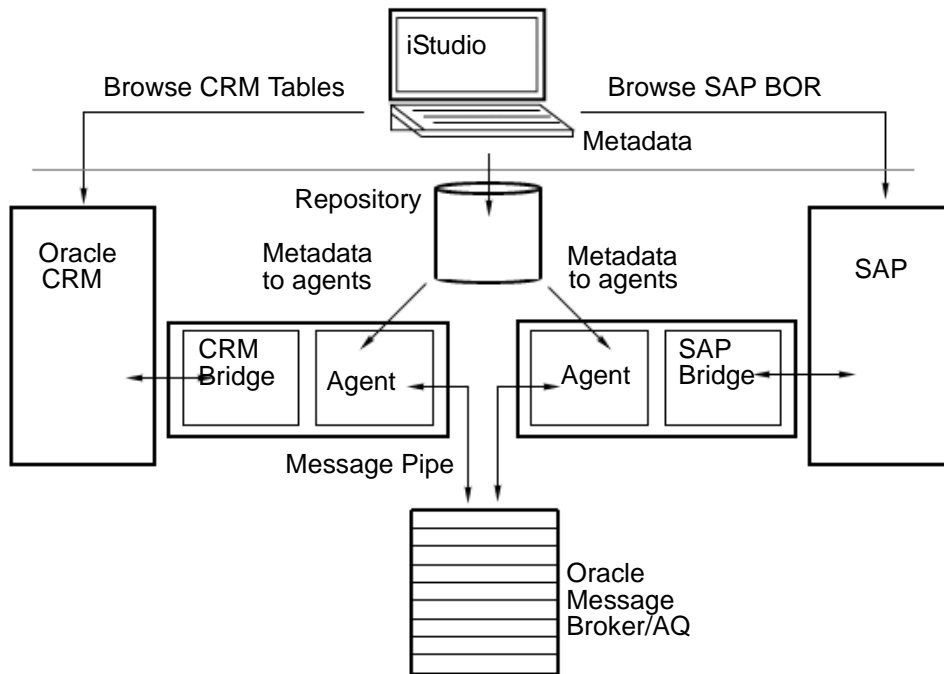 iStudio
Browse CRM Tables
Browse SAP BOR
Metadata
Repository
Oracle
CRM
Metadata
to agents
Metadata
to agents
SAP
CRM
Bridge
Agent
Agent
SAP
Bridge
Message Pipe
Oracle
Message
Broker/AQ